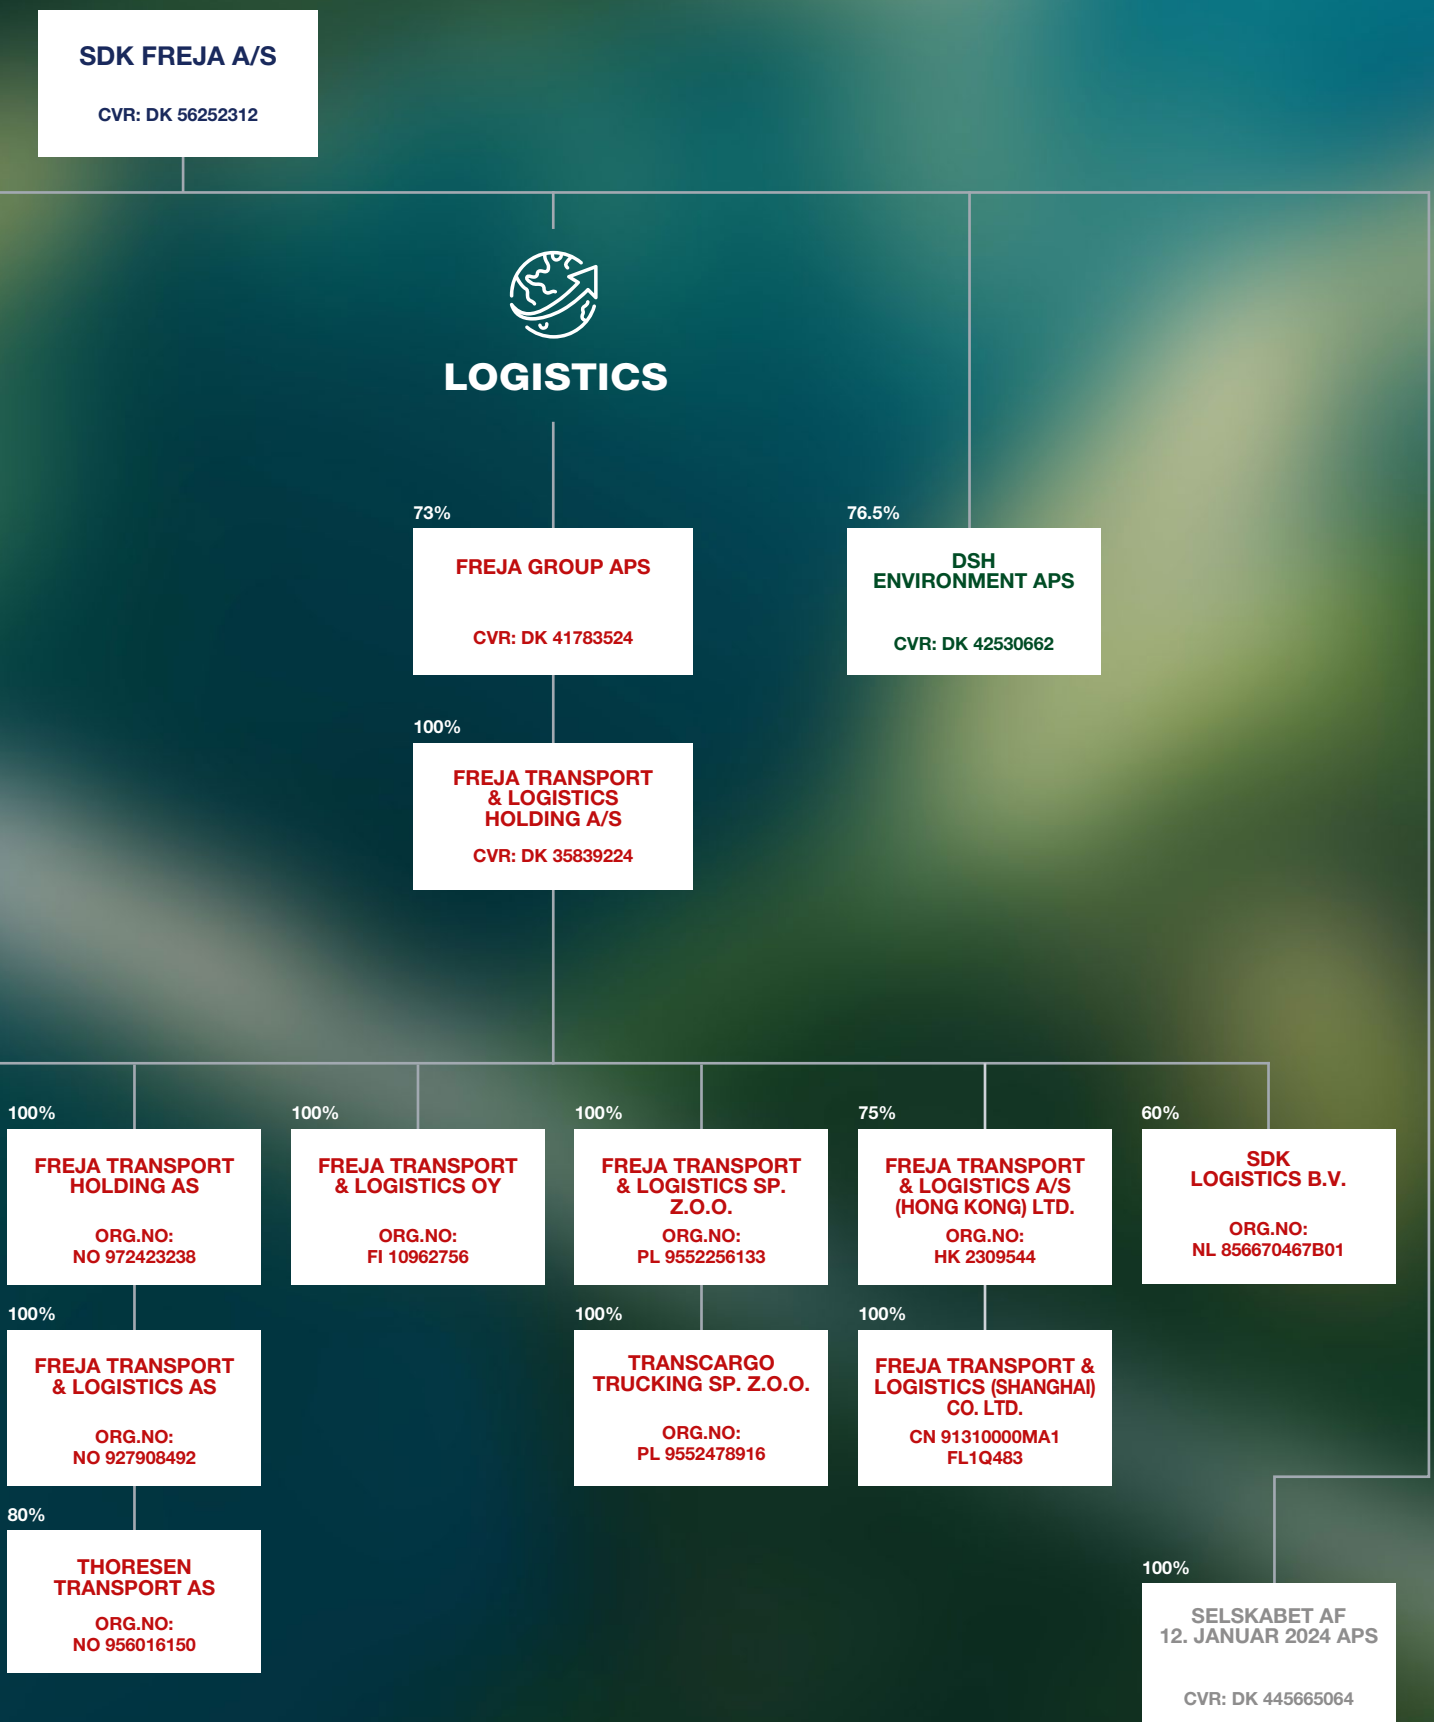 SDK FREJA A/S
CVR: DK 56252312
LOGISTICS
73%
FREJA GROUP APS
CVR: DK 41783524
76.5%
DSH
ENVIRONMENT APS
CVR: DK 42530662
100%
FREJA TRANSPORT
& LOGISTICS
HOLDING A/S
CVR: DK 35839224
100%
FREJA TRANSPORT
HOLDING AS
ORG.NO:
NO 972423238
100%
FREJA TRANSPORT
& LOGISTICS OY
ORG.NO:
FI 10962756
100%
FREJA TRANSPORT
& LOGISTICS SP.
Z.O.O.
ORG.NO:
PL 9552256133
75%
FREJA TRANSPORT
& LOGISTICS A/S
(HONG KONG) LTD.
ORG.NO:
HK 2309544
60%
SDK
LOGISTICS B.V.
ORG.NO:
NL 856670467B01
100%
FREJA TRANSPORT
& LOGISTICS AS
ORG.NO:
NO 927908492
100%
TRANSCARGO
TRUCKING SP. Z.O.O.
ORG.NO:
PL 9552478916
100%
FREJA TRANSPORT &
LOGISTICS (SHANGHAI)
CO. LTD.
CN 91310000MA1
FL1Q483
80%
THORESEN
TRANSPORT AS
ORG.NO:
NO 956016150
100%
SELSKABET AF
12. JANUAR 2024 APS
CVR: DK 445665064